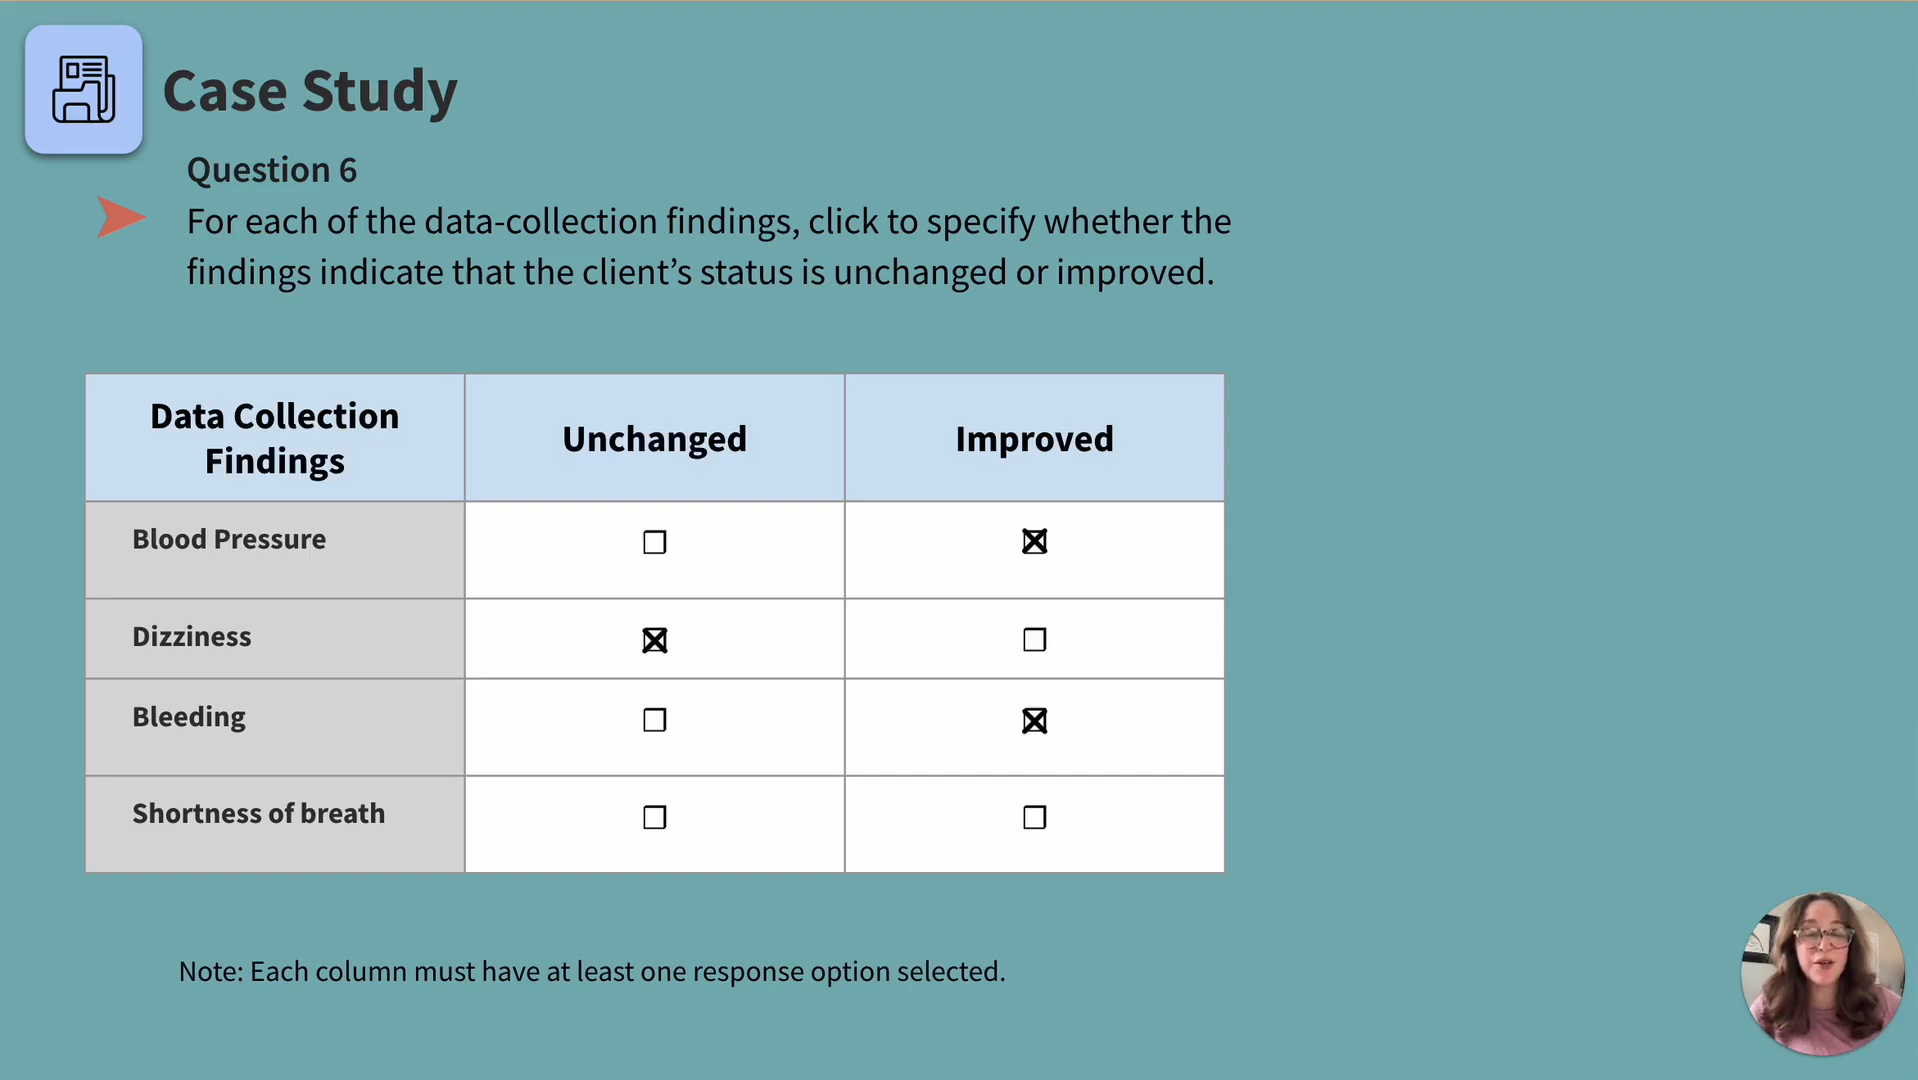 Case Study
Question 6
For each of the data-collection findings, click to specify whether the
findings indicate that the client’s status is unchanged or improved.
Data Collection
Findings
Unchanged
Improved
Blood Pressure
Dizziness
Bleeding
Shortness of breath
Note: Each column must have at least one response option selected.